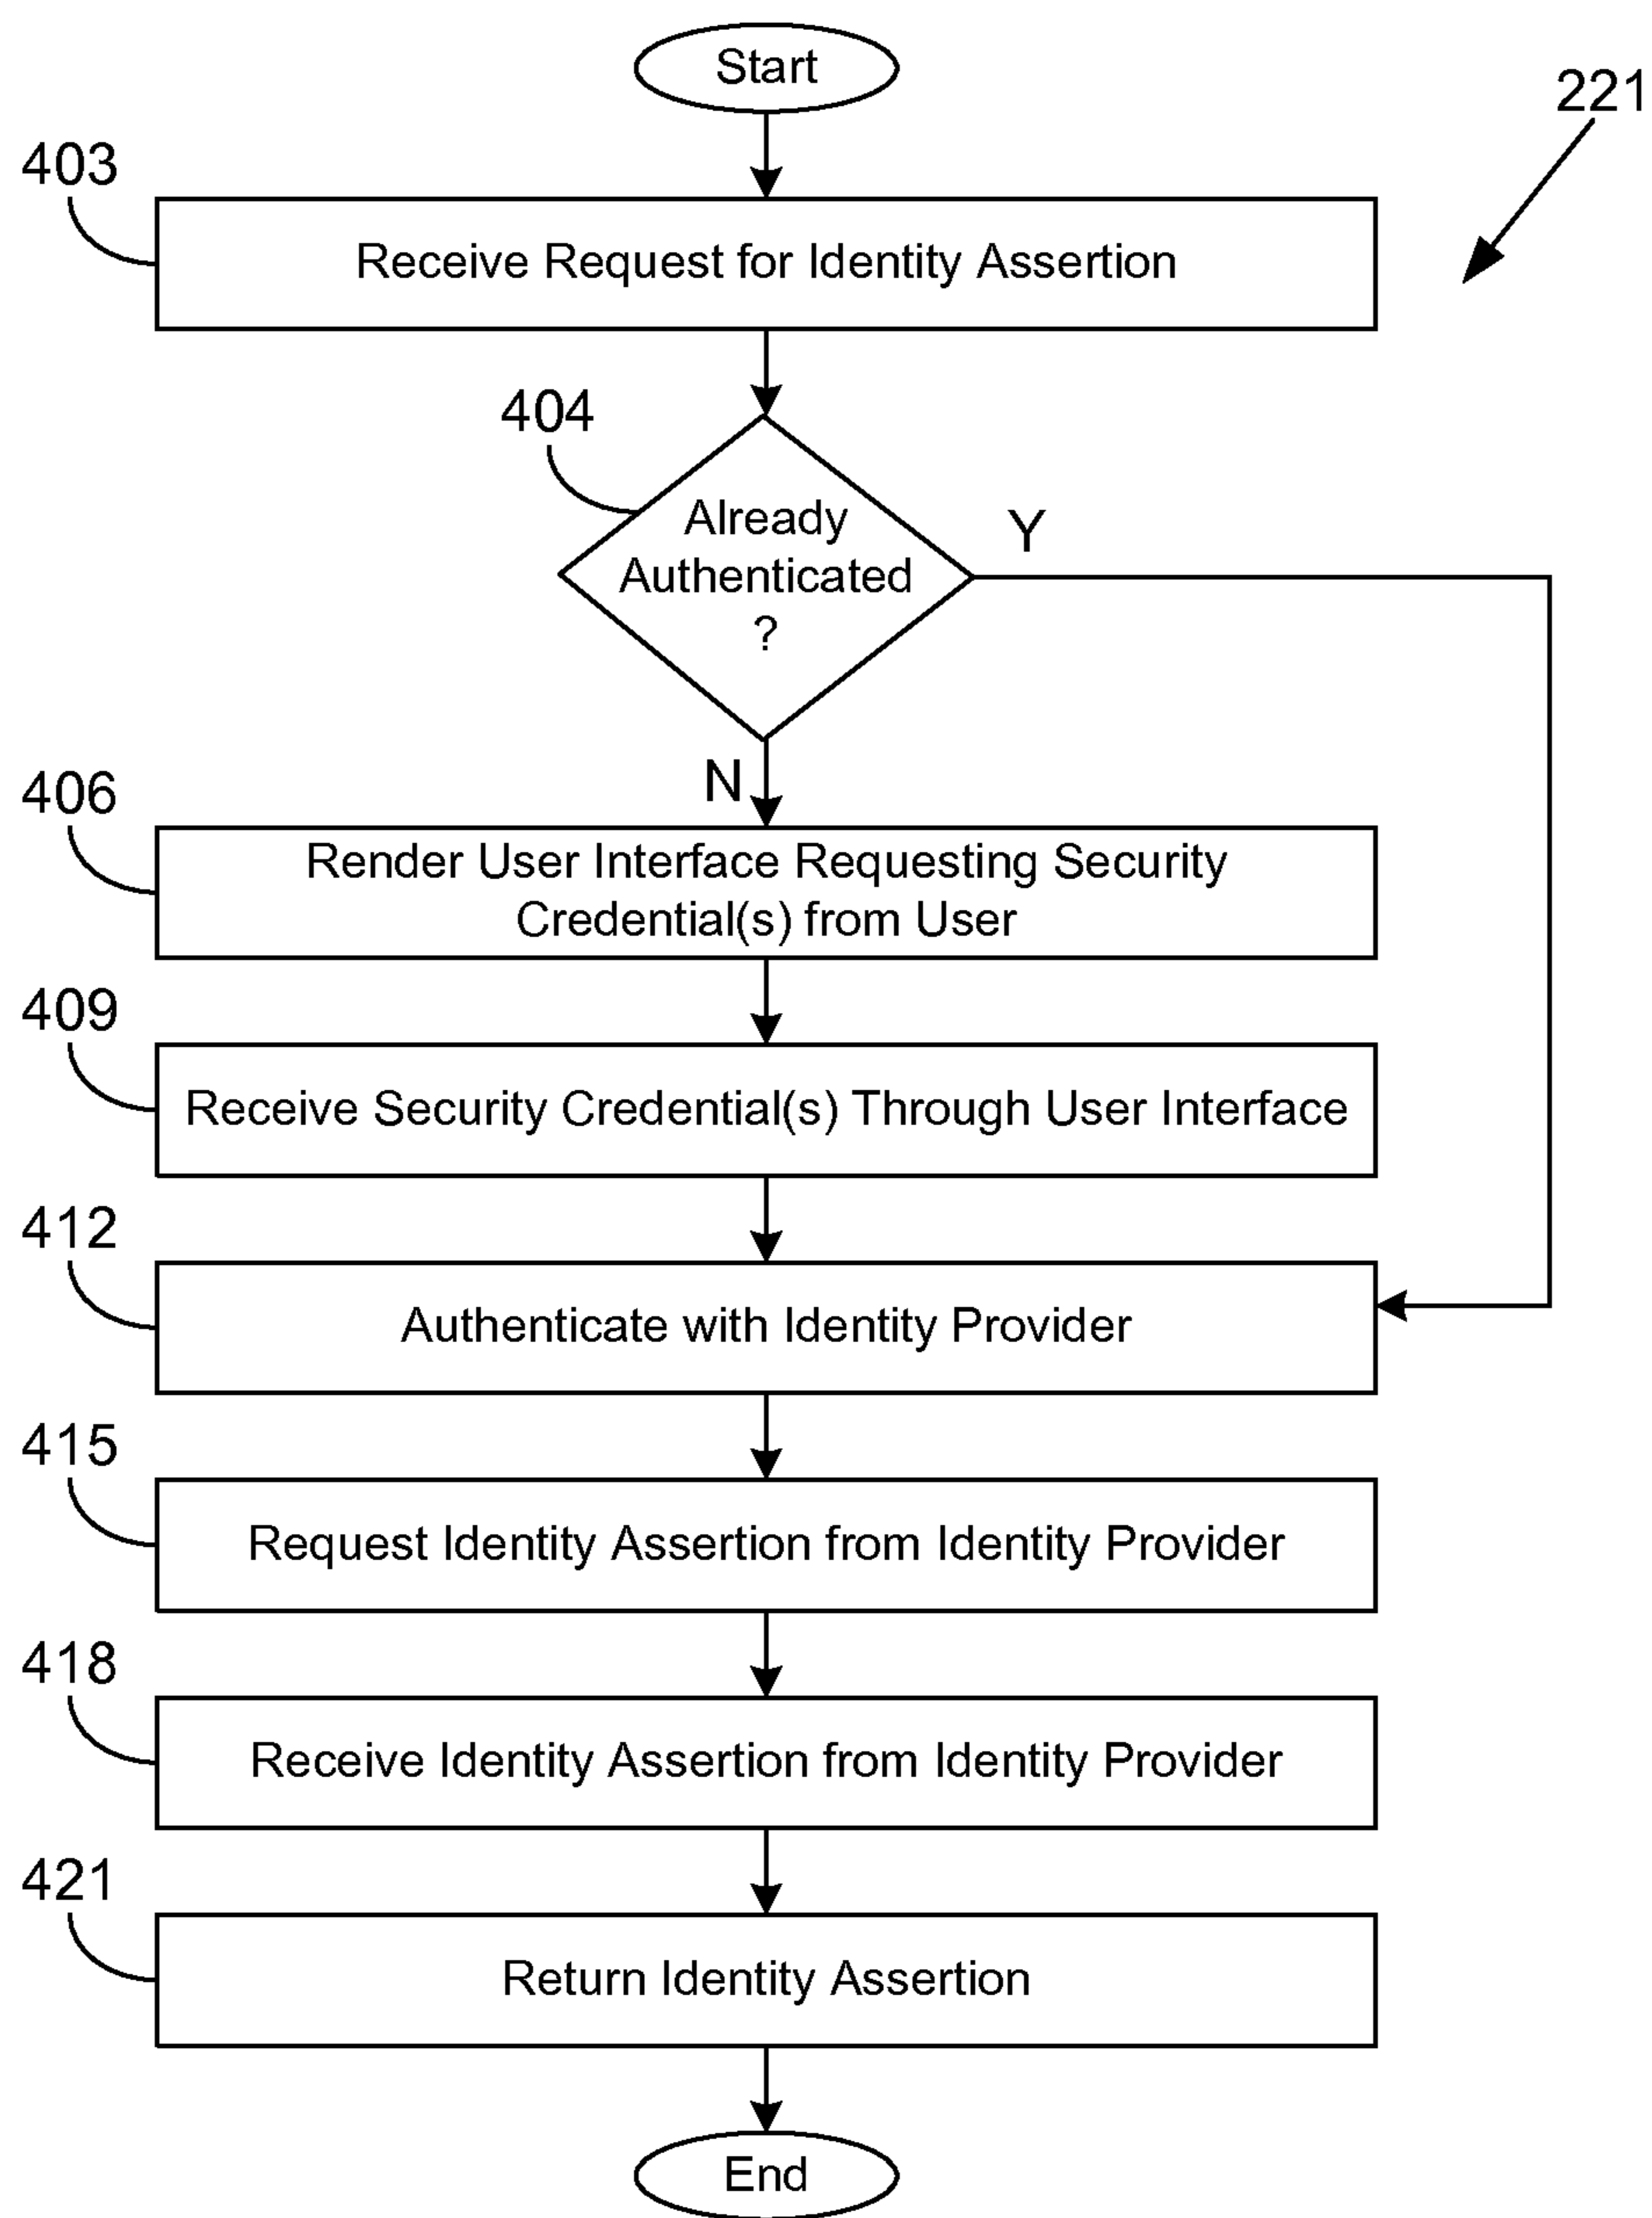 Start
221
403
Receive Request for Identity Assertion
404
Already
Authenticated
?
Y
N
406
Render User Interface Requesting Security
Credential(s) from User
409
Receive Security Credential(s) Through User Interface
412
Authenticate with Identity Provider
415
Request Identity Assertion from Identity Provider
418
Receive Identity Assertion from Identity Provider
421
Return Identity Assertion
End